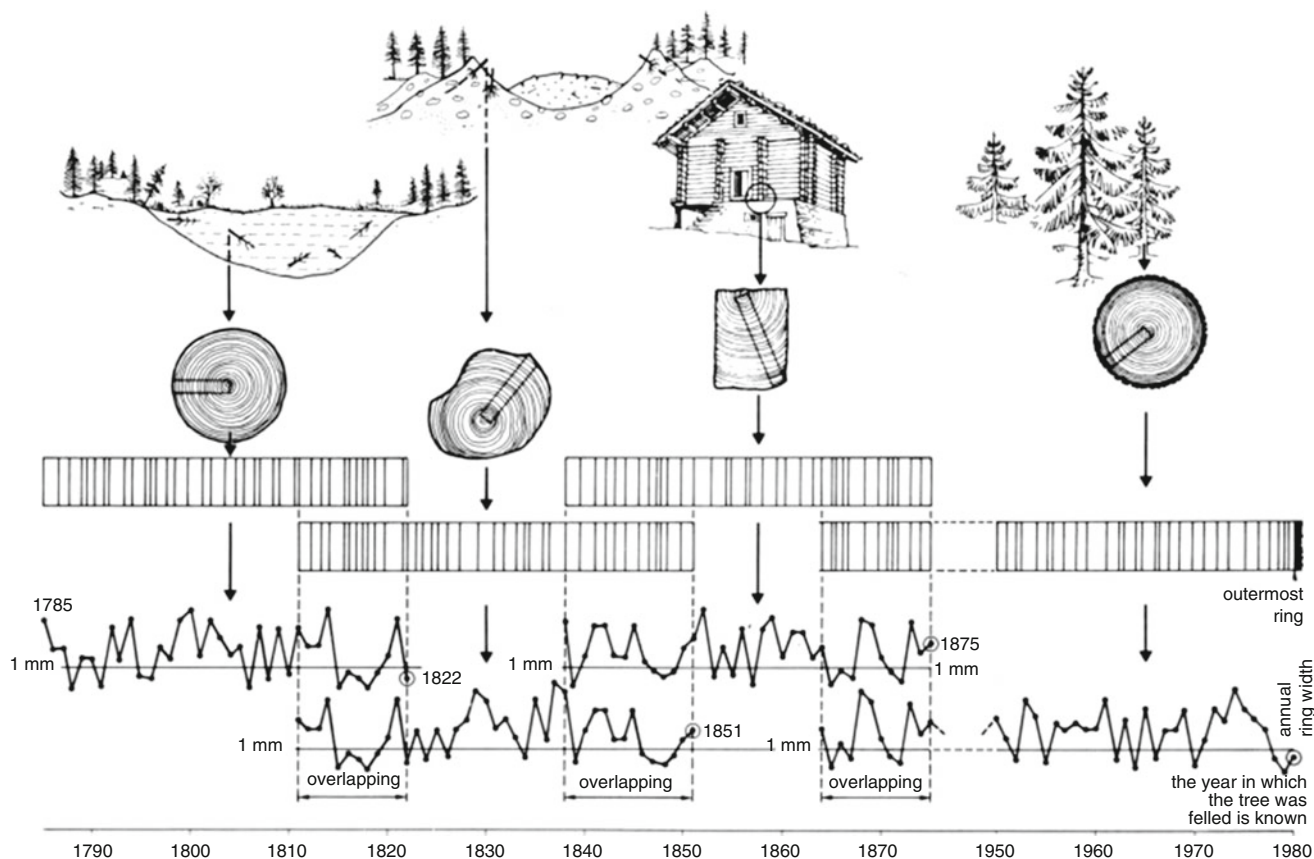 outermost
ring
1785
1 mm
1822
1 mm
1875
1 mm
1 mm
1851
1 mm
annual
ring width
overlapping
overlapping
overlapping
the year in which
the tree was
felled is known
1790 1800 1810 1820 1830 1840 1850 1860 1870 1950 1960 1970 1980